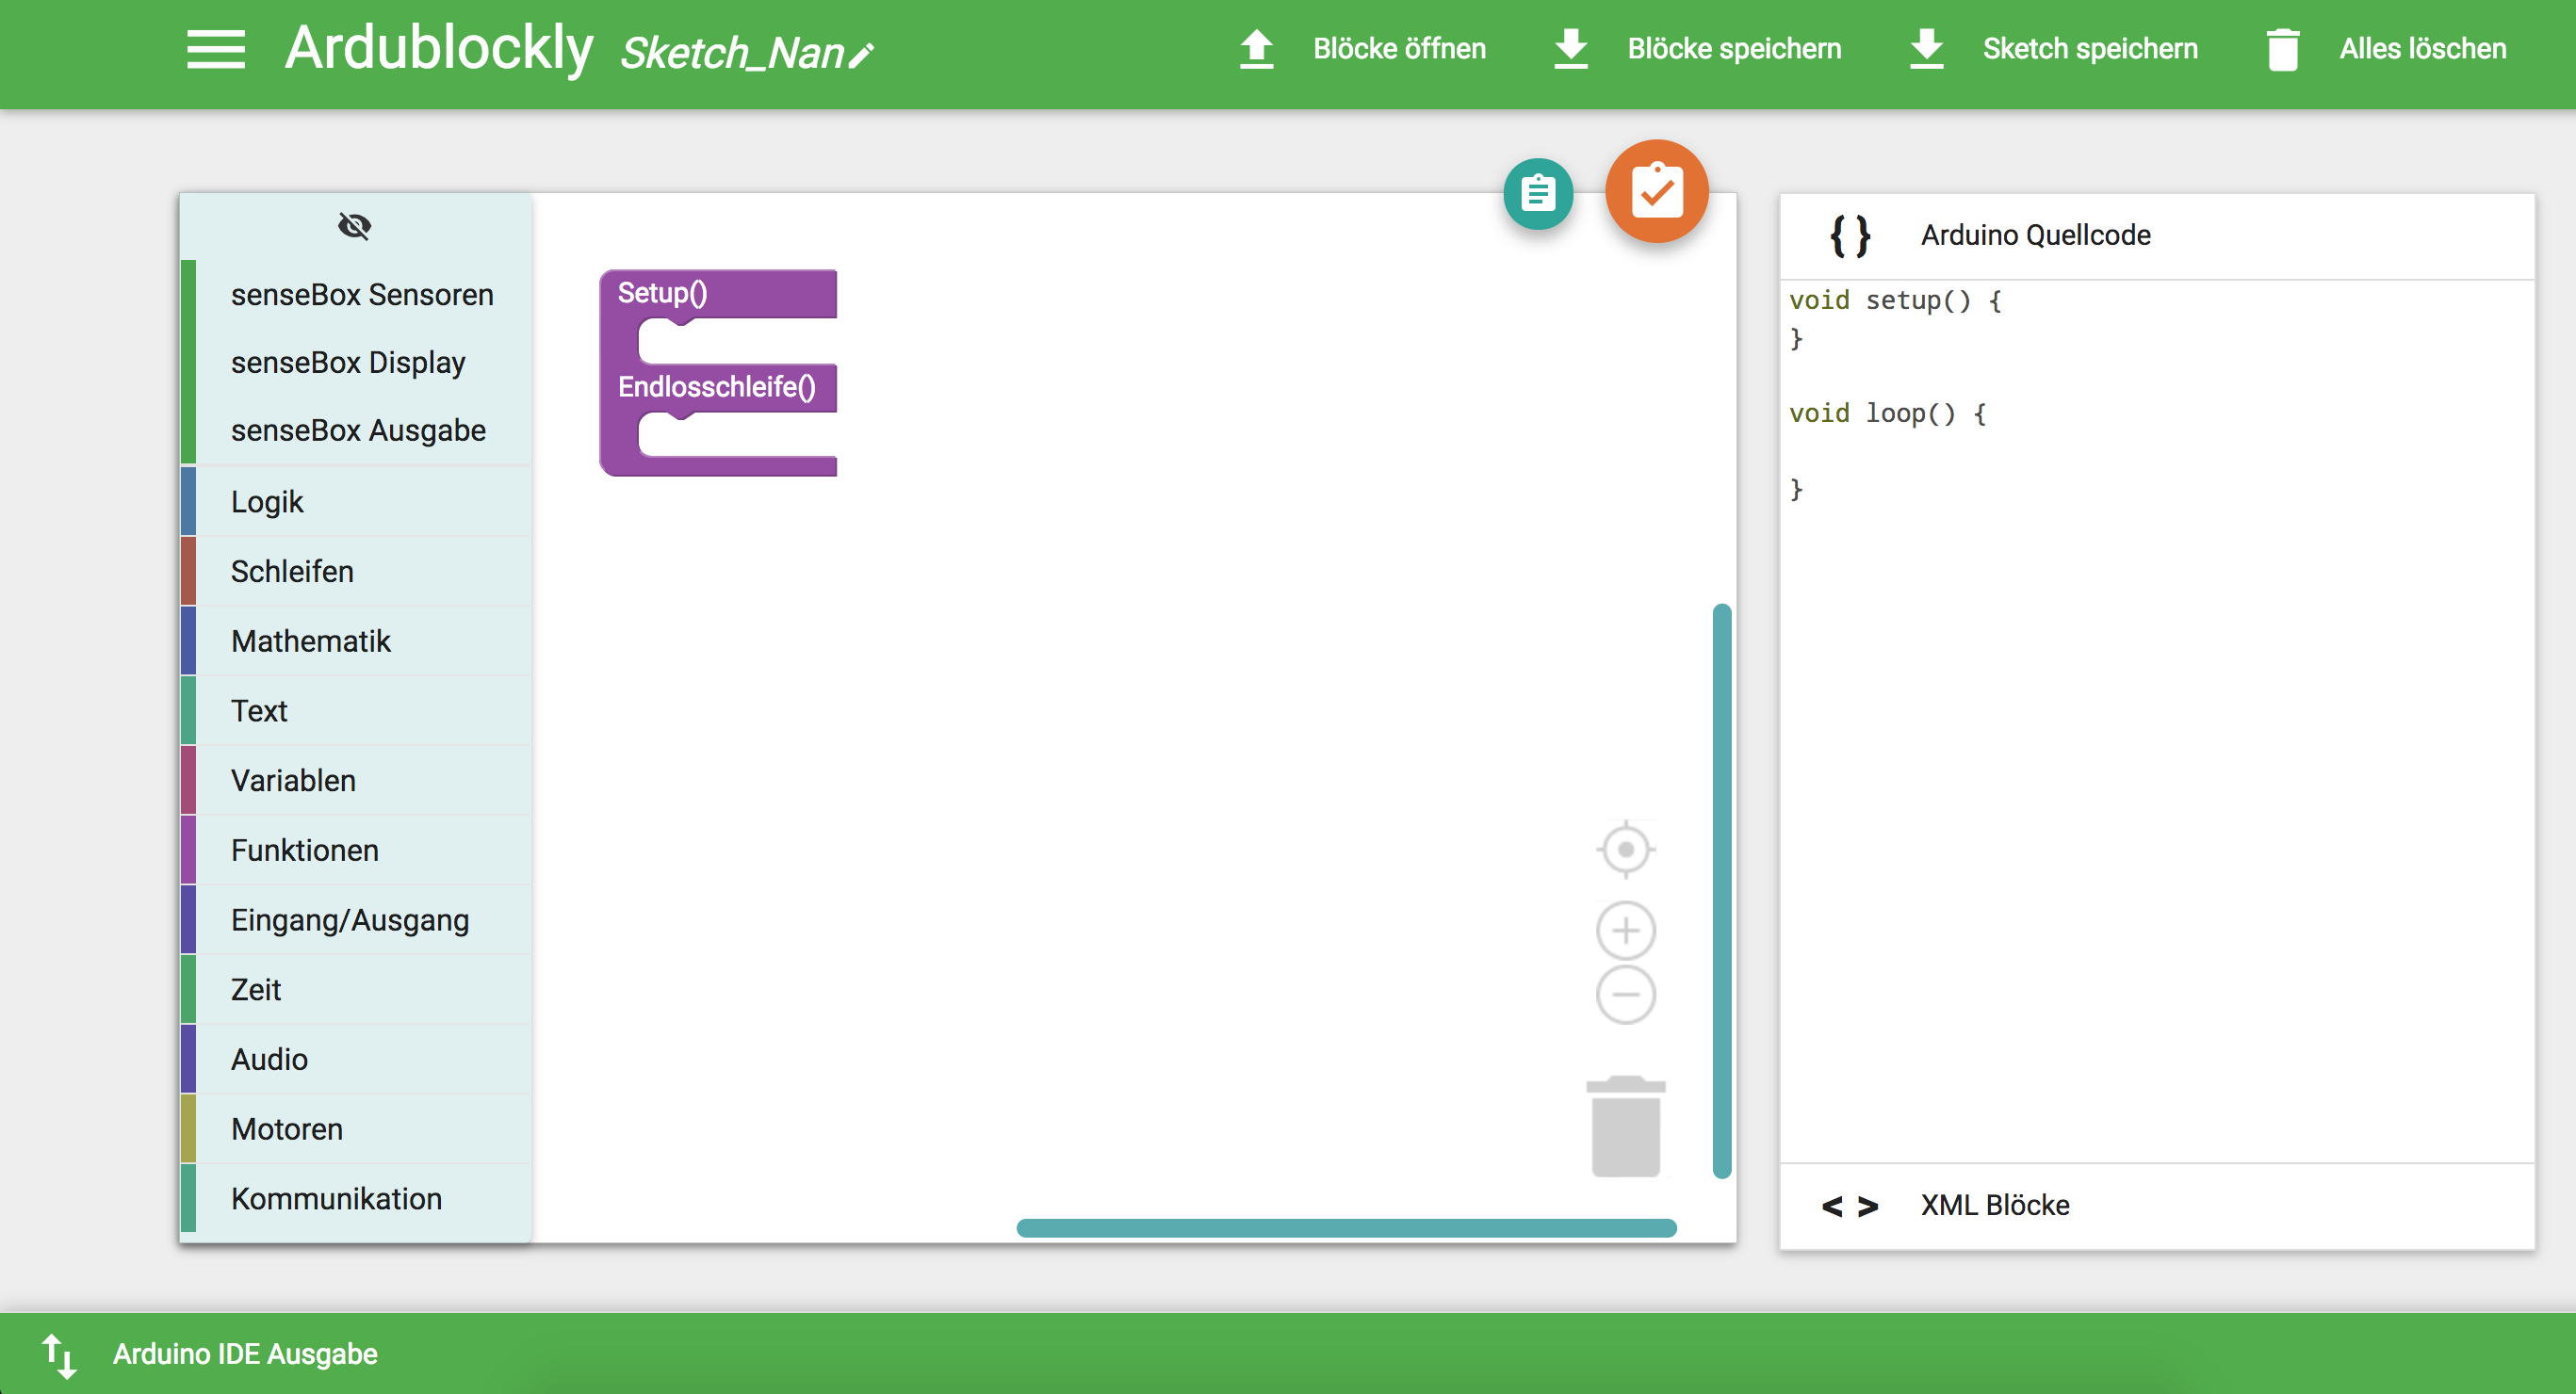 Ardublockly Sketch_Nan Blöcke öffnen Blöcke speichern Sketch speichern Alles löschen
senseBox Sensoren
senseBox Display
senseBox Ausgabe
Logik
Schleifen
Mathematik
Text
Variablen
Funktionen
Eingang/Ausgang
Zeit
Audio
Motoren
Kommunikation
Setup()
Endlosschleife()
{ } Arduino Quellcode
void setup() {
}
void loop() {
}
< > XML Blöcke
Arduino IDE Ausgabe